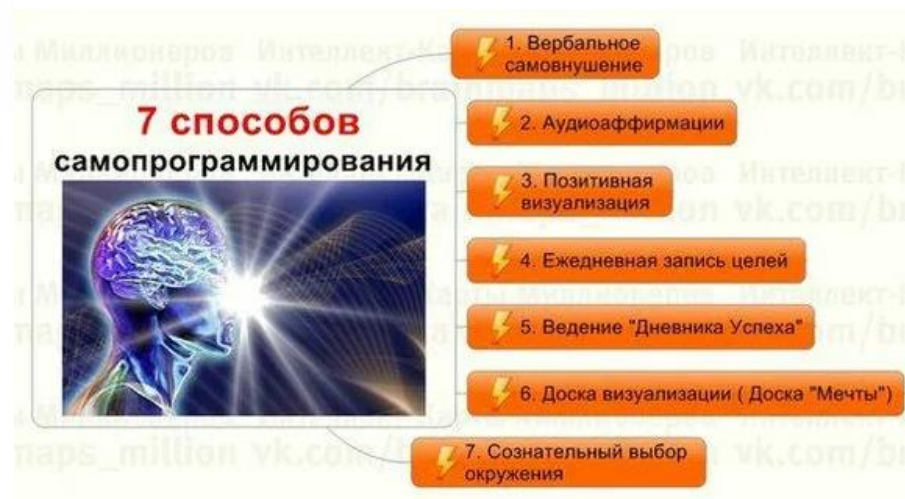 7 способов
самопрограммирования
1. Вербальное
самовнушение
2. Аудиоаффирмации
3. Позитивная
визуализация
4. Ежедневная запись целей
5. Ведение "Дневника Успеха"
6. Доска визуализации ( Доска "Мечты")
7. Сознательный выбор
окружения